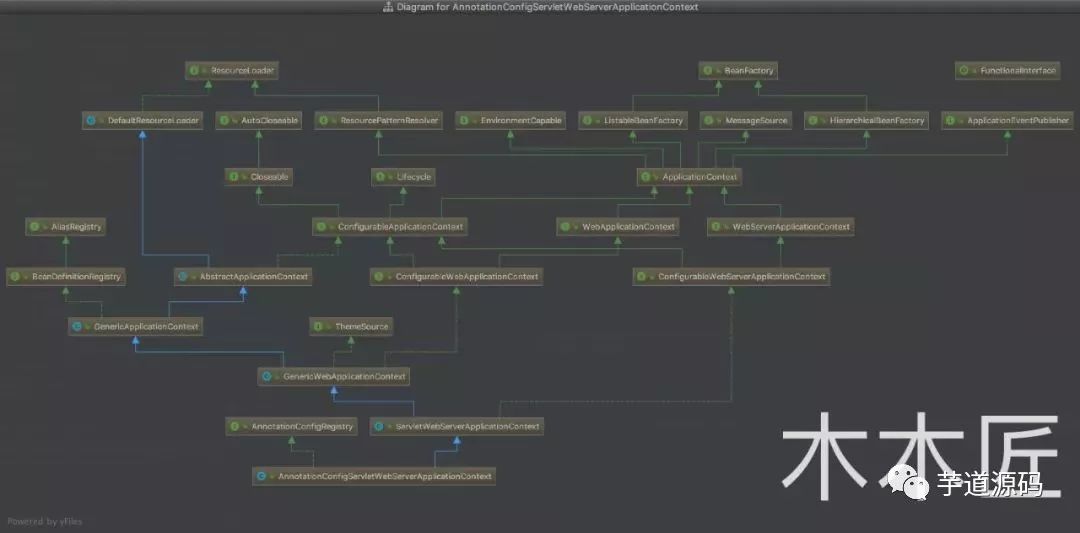 Diagram for AnnotationConfigServletWebServerApplicationContext
ResourceLoader
BeanFactory
FunctionalInterface
DefaultResourceLoader
AutoCloseable
ResourcePatternResolver
EnvironmentCapable
ListableBeanFactory
MessageSource
HierarchicalBeanFactory
ApplicationEventPublisher
Closeable
Lifecycle
ApplicationContext
AliasRegistry
ConfigurableApplicationContext
WebApplicationContext
WebServerApplicationContext
BeanDefinitionRegistry
AbstractApplicationContext
ConfigurableWebApplicationContext
ConfigurableWebServerApplicationContext
GenericApplicationContext
ThemeSource
GenericWebApplicationContext
AnnotationConfigRegistry
ServletWebServerApplicationContext
AnnotationConfigServletWebServerApplicationContext
木木匠
芋道源码
Powered by yFiles